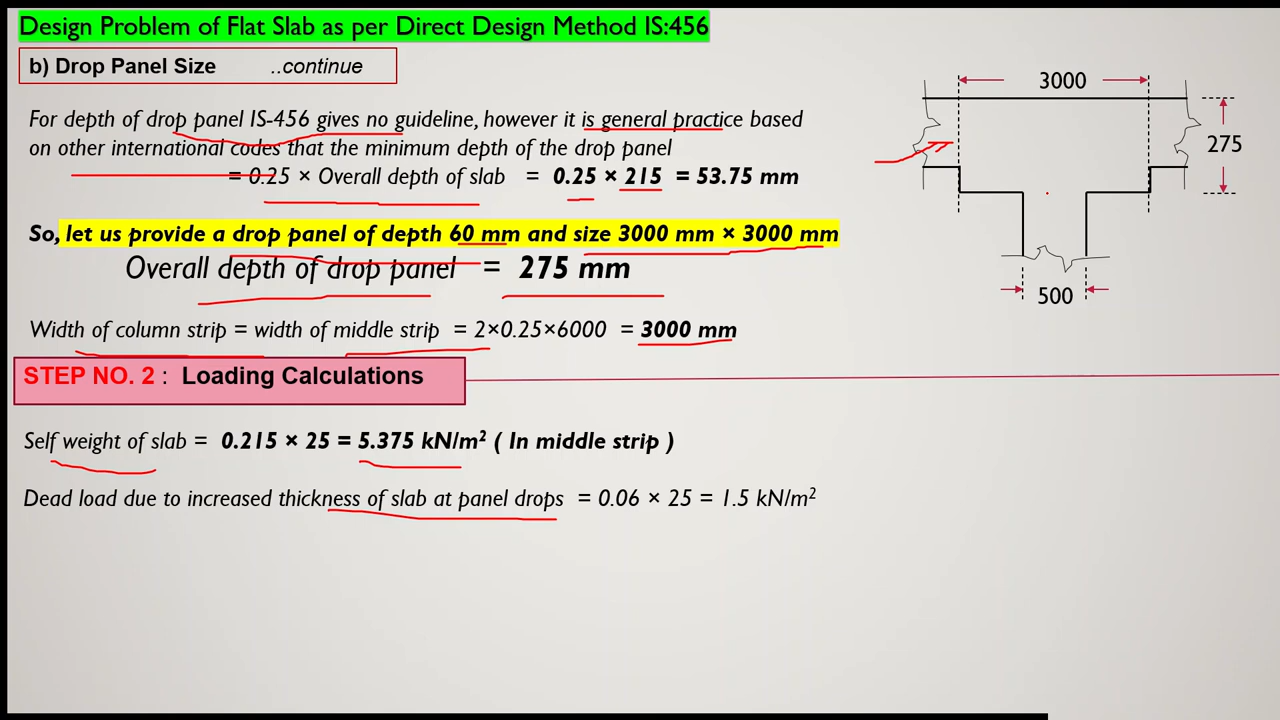 Design Problem of Flat Slab as per Direct Design Method IS:456
b) Drop Panel Size ..continue
For depth of drop panel IS-456 gives no guideline, however it is general practice based
on other international codes that the minimum depth of the drop panel
= 0.25 × Overall depth of slab = 0.25 × 215 = 53.75 mm
So, let us provide a drop panel of depth 60 mm and size 3000 mm × 3000 mm
Overall depth of drop panel = 275 mm
Width of column strip = width of middle strip = 2×0.25×6000 = 3000 mm
STEP NO. 2 : Loading Calculations
Self weight of slab = 0.215 × 25 = 5.375 kN/m² ( In middle strip )
Dead load due to increased thickness of slab at panel drops = 0.06 × 25 = 1.5 kN/m²
3000
275
500